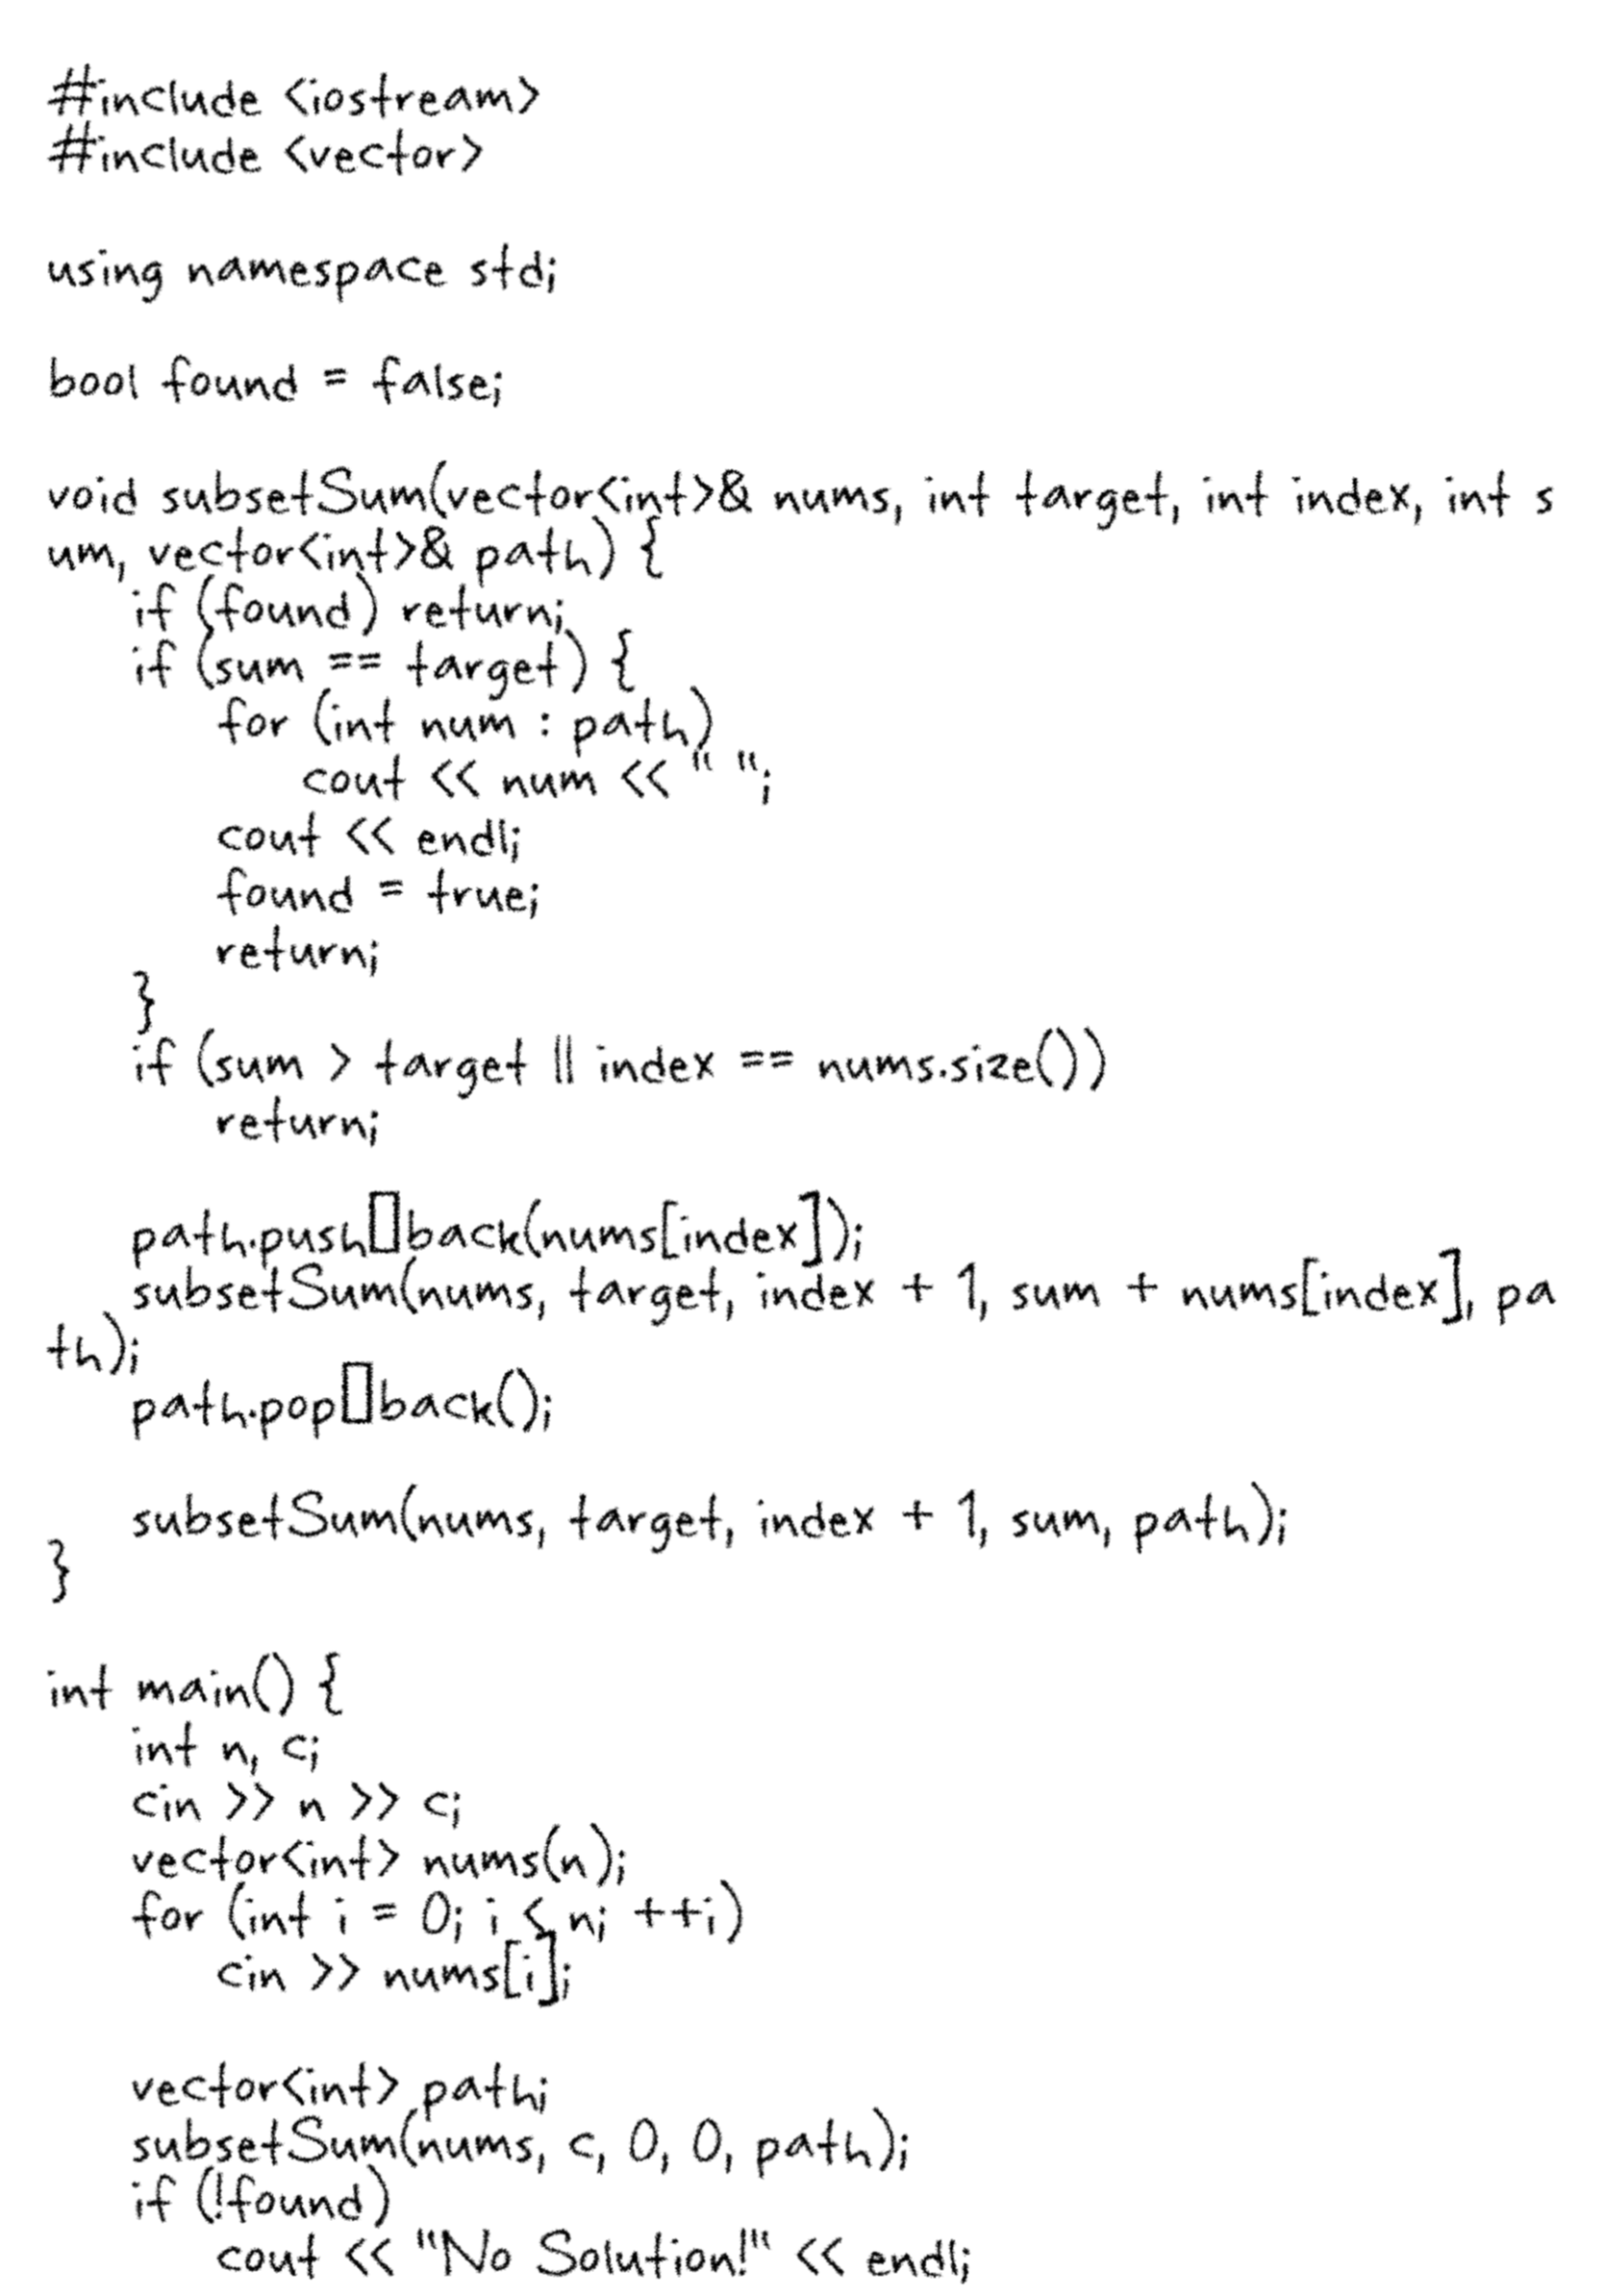 #include <iostream>
#include <vector>
using namespace std;
bool found = false;
void subsetSum(vector<int>& nums, int target, int index, int s
um, vector<int>& path) {
    if (found) return;
    if (sum == target) {
        for (int num : path)
            cout << num << " ";
        cout << endl;
        found = true;
        return;
    }
    if (sum > target || index == nums.size())
        return;
    path.push▯back(nums[index]);
    subsetSum(nums, target, index + 1, sum + nums[index], pa
th);
    path.pop▯back();
    subsetSum(nums, target, index + 1, sum, path);
}
int main() {
    int n, c;
    cin >> n >> c;
    vector<int> nums(n);
    for (int i = 0; i < n; ++i)
        cin >> nums[i];
    vector<int> path;
    subsetSum(nums, c, 0, 0, path);
    if (!found)
        cout << "No Solution!" << endl;